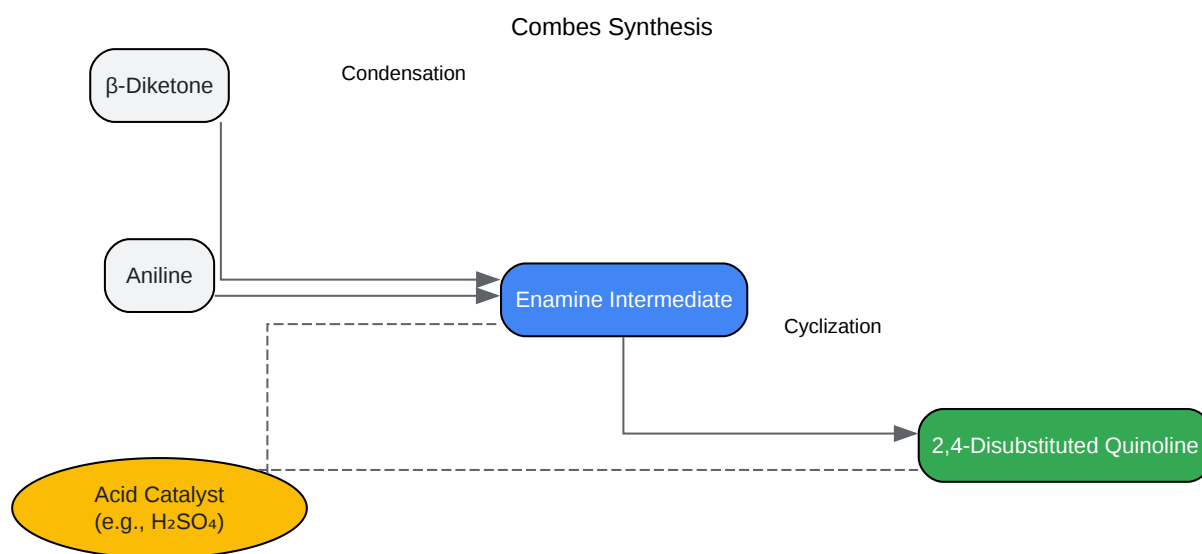 Combes Synthesis
β-Diketone
Condensation
Aniline
Enamine Intermediate
Cyclization
2,4-Disubstituted Quinoline
Acid Catalyst
(e.g., H₂SO₄)